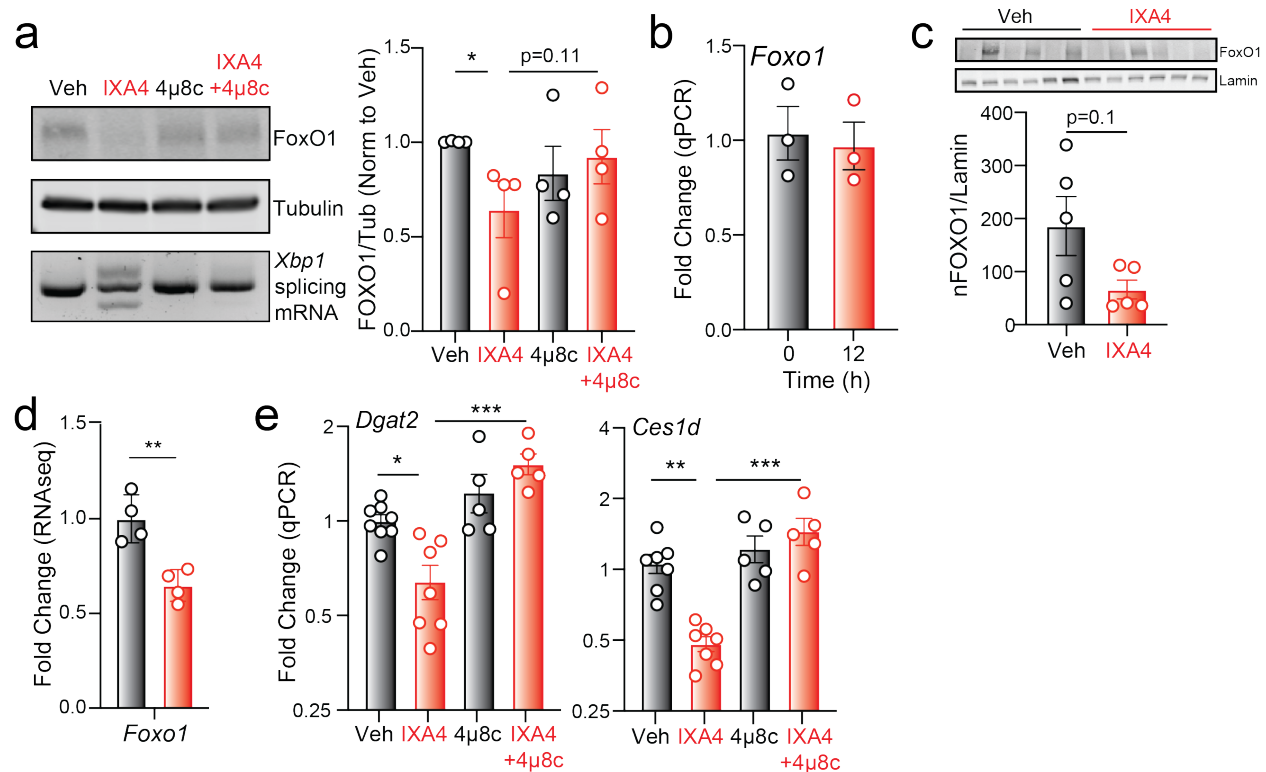 a
Veh IXA4 4µ8c IXA4
+4µ8c
FoxO1
Tubulin
Xbp1
splicing
mRNA
FOXO1/Tub (Norm to Veh)
1.5
1.0
0.5
0.0
*
p=0.11
Veh IXA4 4µ8c IXA4
+4µ8c
b
Foxo1
Fold Change (qPCR)
1.5
1.0
0.5
0.0
0 12
Time (h)
c
Veh IXA4
FoxO1
Lamin
nFOXO1/Lamin
400
300
200
100
0
p=0.1
Veh IXA4
d
Fold Change (RNAseq)
1.5
1.0
0.5
0.0
**
Foxo1
e
Dgat2
Fold Change (qPCR)
2
1
0.5
0.25
*
***
Veh IXA4 4µ8c IXA4
+4µ8c
Ces1d
4
2
1
0.5
0.25
**
***
Veh IXA4 4µ8c IXA4
+4µ8c